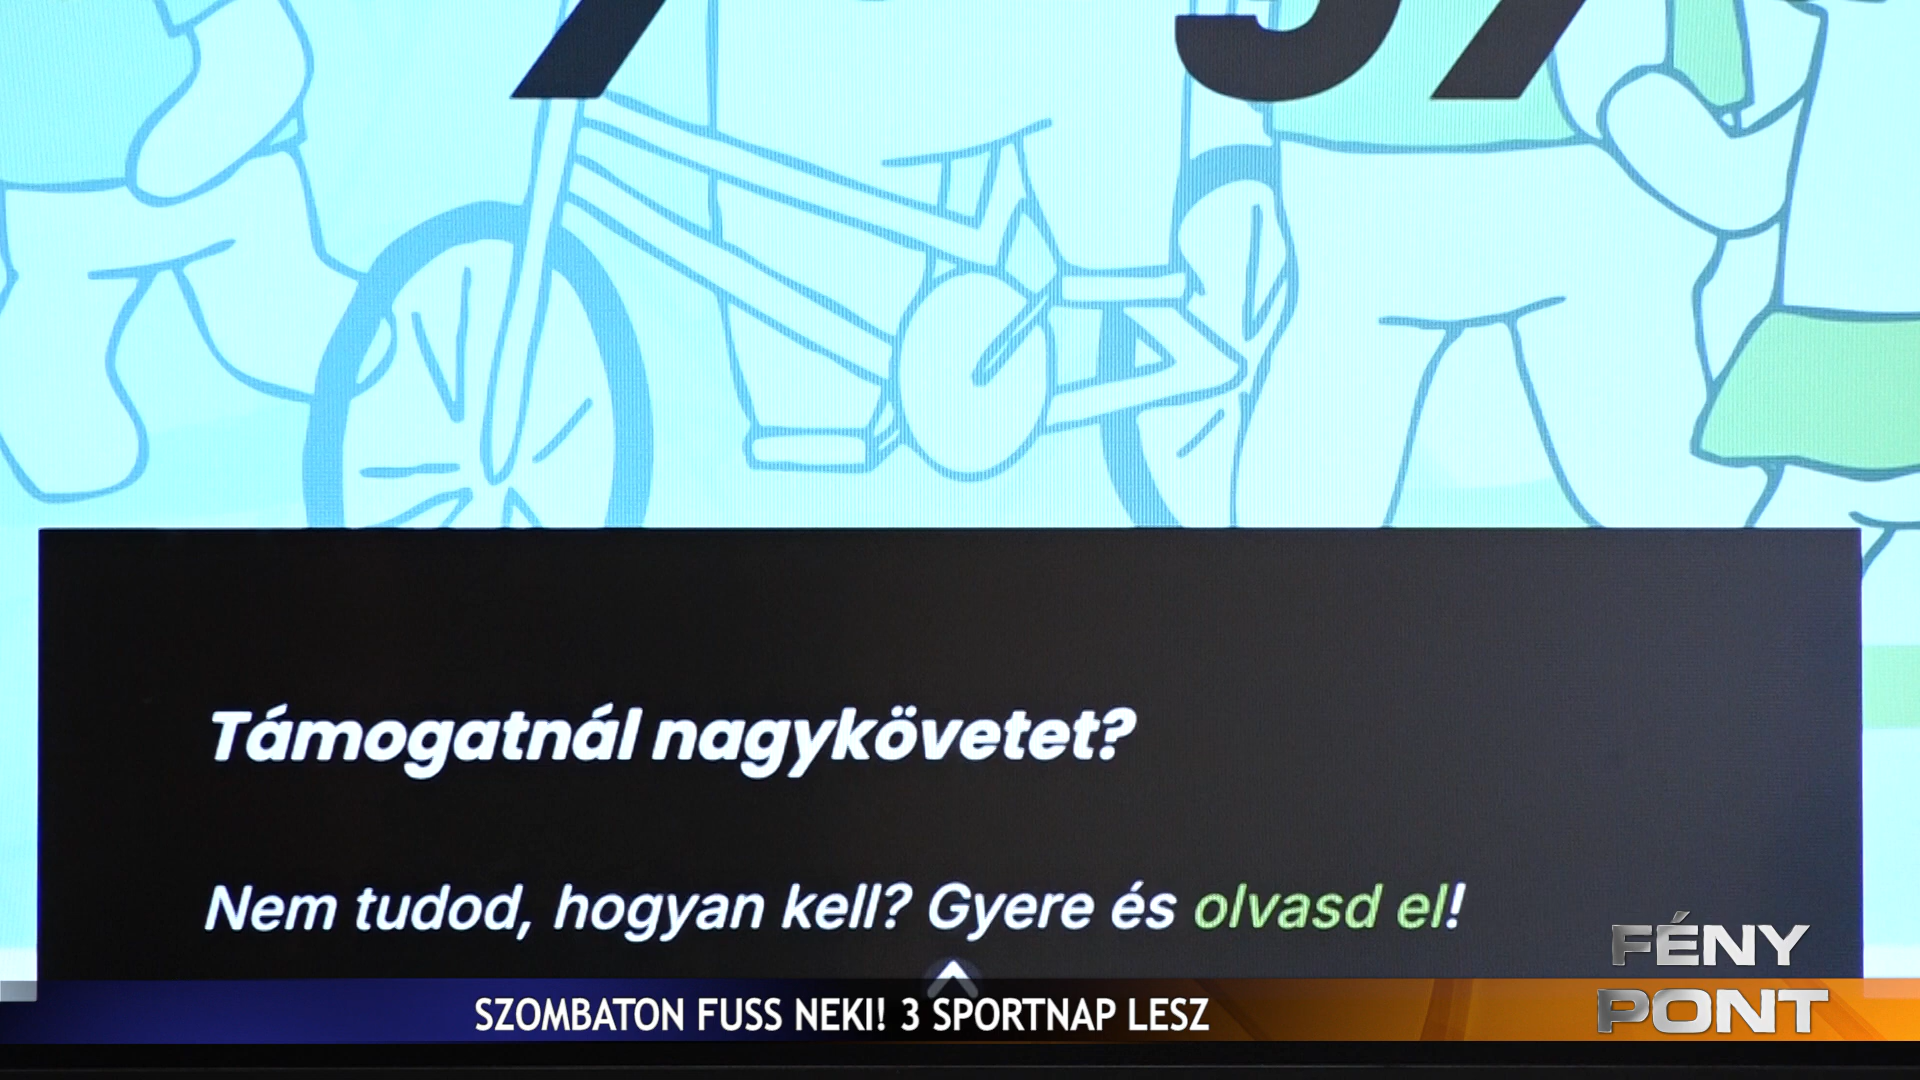 Támogatnál nagykövetet?
Nem tudod, hogyan kell? Gyere és olvasd el!
SZOMBATON FUSS NEKI! 3 SPORTNAP LESZ
FÉNY
PONT